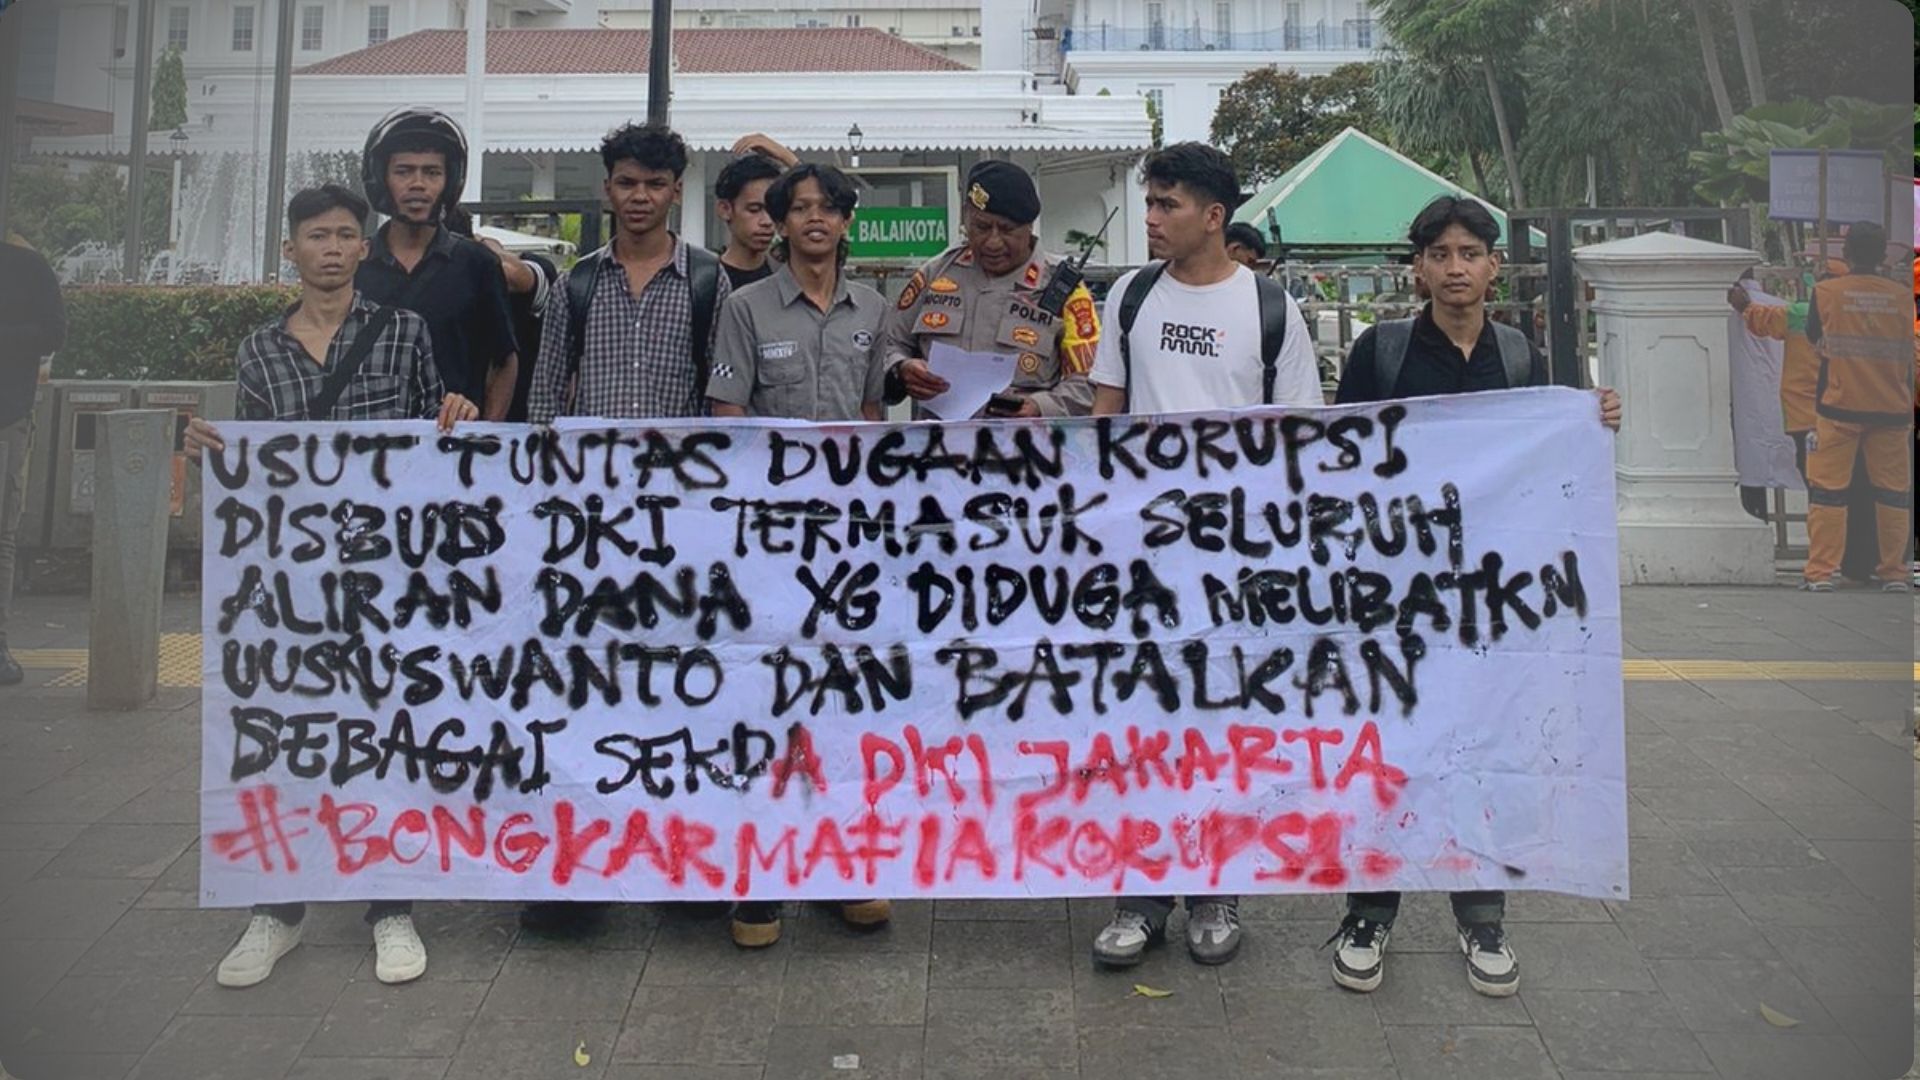 BALAIKOTA
SUCIPTO
POLRI
ROCK
USUT TUNTAS DUGAAN KORUPSI
DISBUD DKI TERMASUK SELURUH
ALIRAN DANA YG DIDUGA MELIBATKN
UUSKUSWANTO DAN BATALKAN
SEBAGAI SEKDA DKI JAKARTA
#BONGKARMAFIAKORUPSI..